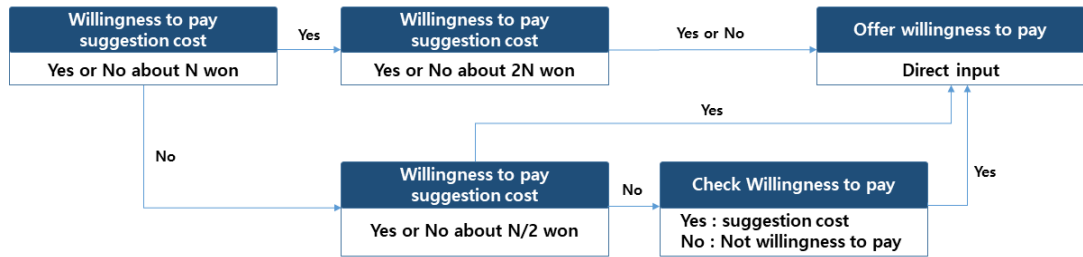 Willingness to pay
suggestion cost
Yes or No about N won
Yes
Willingness to pay
suggestion cost
Yes or No about 2N won
Yes or No
Offer willingness to pay
Direct input
No
Yes
Willingness to pay
suggestion cost
Yes or No about N/2 won
No
Check Willingness to pay
Yes : suggestion cost
No : Not willingness to pay
Yes